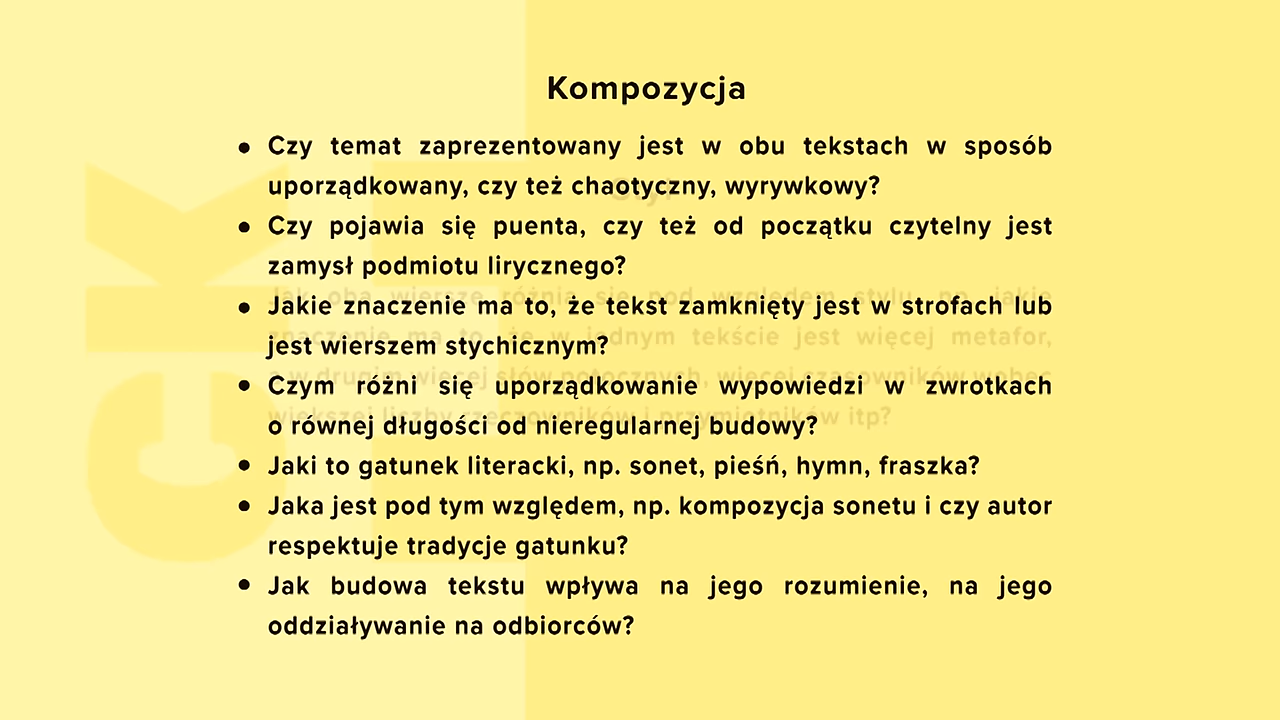 Kompozycja
• Czy temat zaprezentowany jest w obu tekstach w sposób
uporządkowany, czy też chaotyczny, wyrywkowy?
• Czy pojawia się puenta, czy też od początku czytelny jest
zamysł podmiotu lirycznego?
• Jakie znaczenie ma to, że tekst zamknięty jest w strofach lub
jest wierszem stychicznym?
• Czym różni się uporządkowanie wypowiedzi w zwrotkach
o równej długości od nieregularnej budowy?
• Jaki to gatunek literacki, np. sonet, pieśń, hymn, fraszka?
• Jaka jest pod tym względem, np. kompozycja sonetu i czy autor
respektuje tradycje gatunku?
• Jak budowa tekstu wpływa na jego rozumienie, na jego
oddziaływanie na odbiorców?